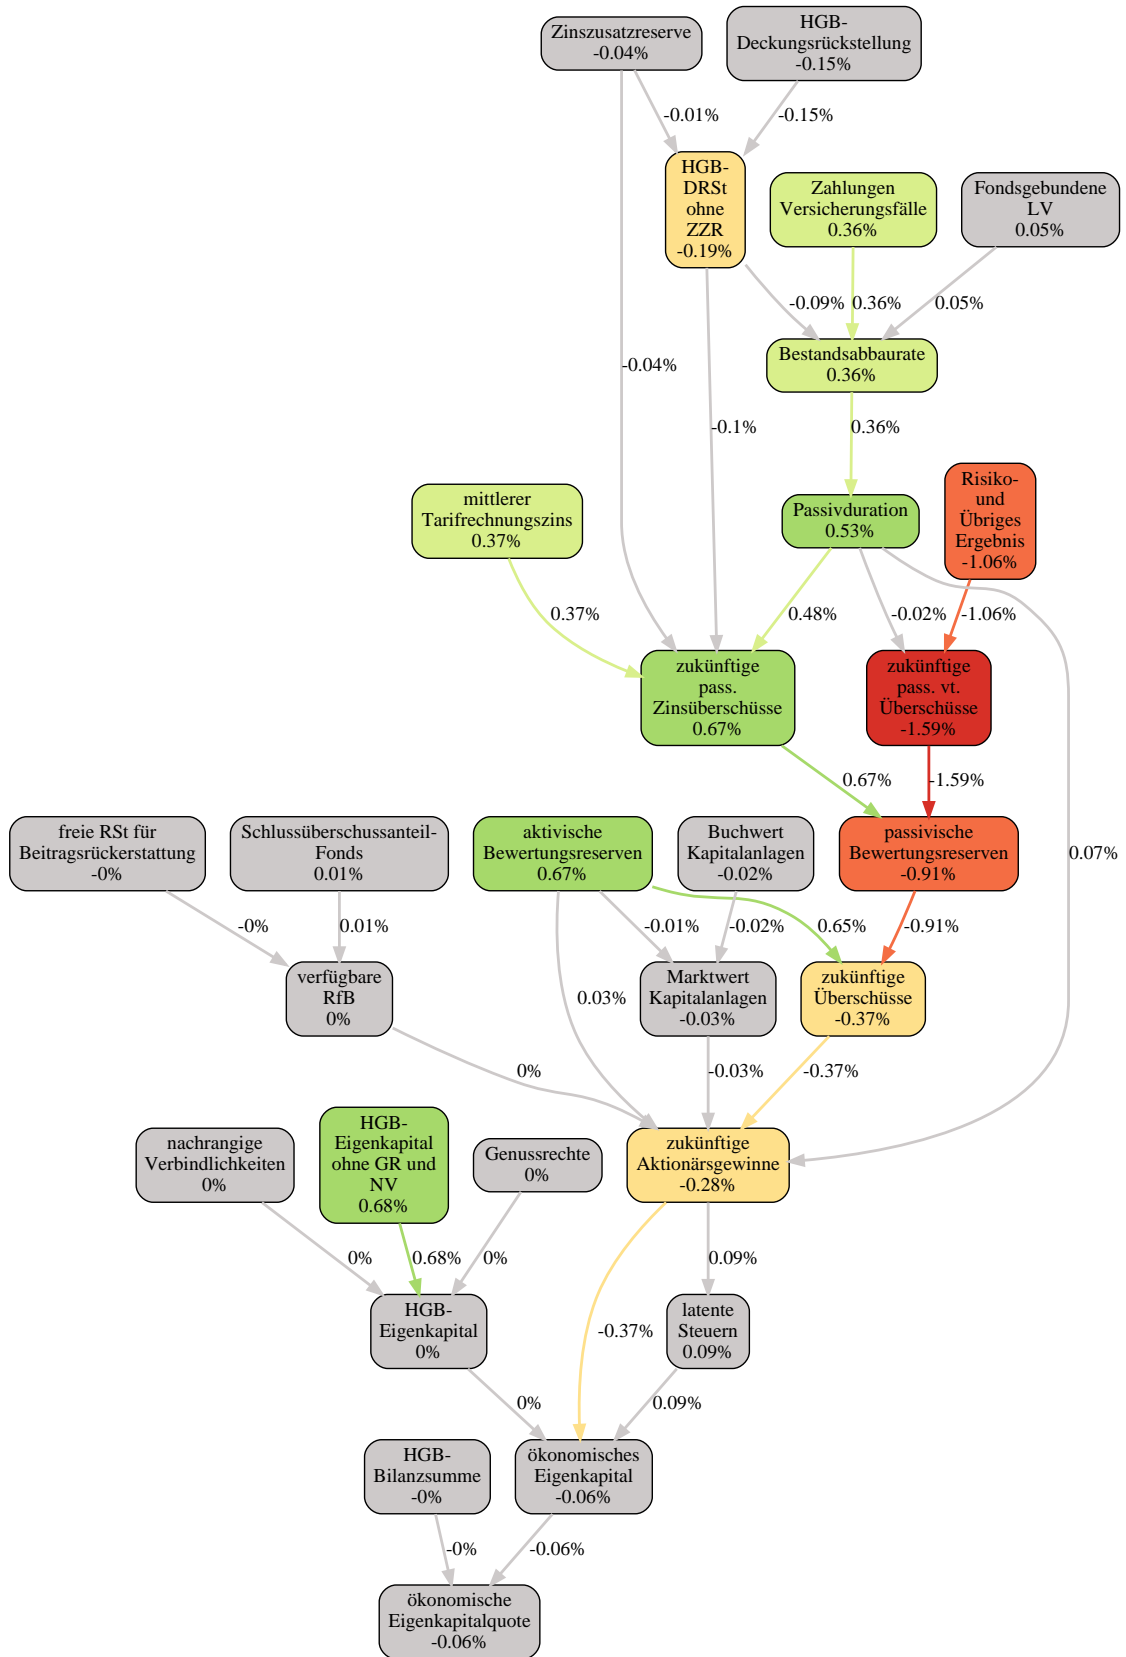 Zinszusatzreserve
-0.04%
HGB-
Deckungsrückstellung
-0.15%
-0.01%
-0.15%
HGB-
DRSt
ohne
ZZR
-0.19%
Zahlungen
Versicherungsfälle
0.36%
Fondsgebundene
LV
0.05%
-0.09%
0.36%
0.05%
Bestandsabbaurate
0.36%
-0.04%
-0.1%
0.36%
mittlerer
Tarifrechnungszins
0.37%
Passivduration
0.53%
Risiko-
und
Übriges
Ergebnis
-1.06%
0.37%
0.48%
-0.02%
-1.06%
zukünftige
pass.
Zinsüberschüsse
0.67%
zukünftige
pass. vt.
Überschüsse
-1.59%
0.67%
-1.59%
freie RSt für
Beitragsrückerstattung
-0%
Schlussüberschussanteil-
Fonds
0.01%
aktivische
Bewertungsreserven
0.67%
Buchwert
Kapitalanlagen
-0.02%
passivische
Bewertungsreserven
-0.91%
0.07%
-0%
0.01%
-0.01%
-0.02%
0.65%
-0.91%
verfügbare
RfB
0%
0.03%
Marktwert
Kapitalanlagen
-0.03%
zukünftige
Überschüsse
-0.37%
0%
-0.03%
-0.37%
nachrangige
Verbindlichkeiten
0%
HGB-
Eigenkapital
ohne GR und
NV
0.68%
Genussrechte
0%
zukünftige
Aktionärsgewinne
-0.28%
0%
0.68%
0%
0.09%
HGB-
Eigenkapital
0%
-0.37%
latente
Steuern
0.09%
0%
0.09%
HGB-
Bilanzsumme
-0%
ökonomisches
Eigenkapital
-0.06%
-0%
-0.06%
ökonomische
Eigenkapitalquote
-0.06%